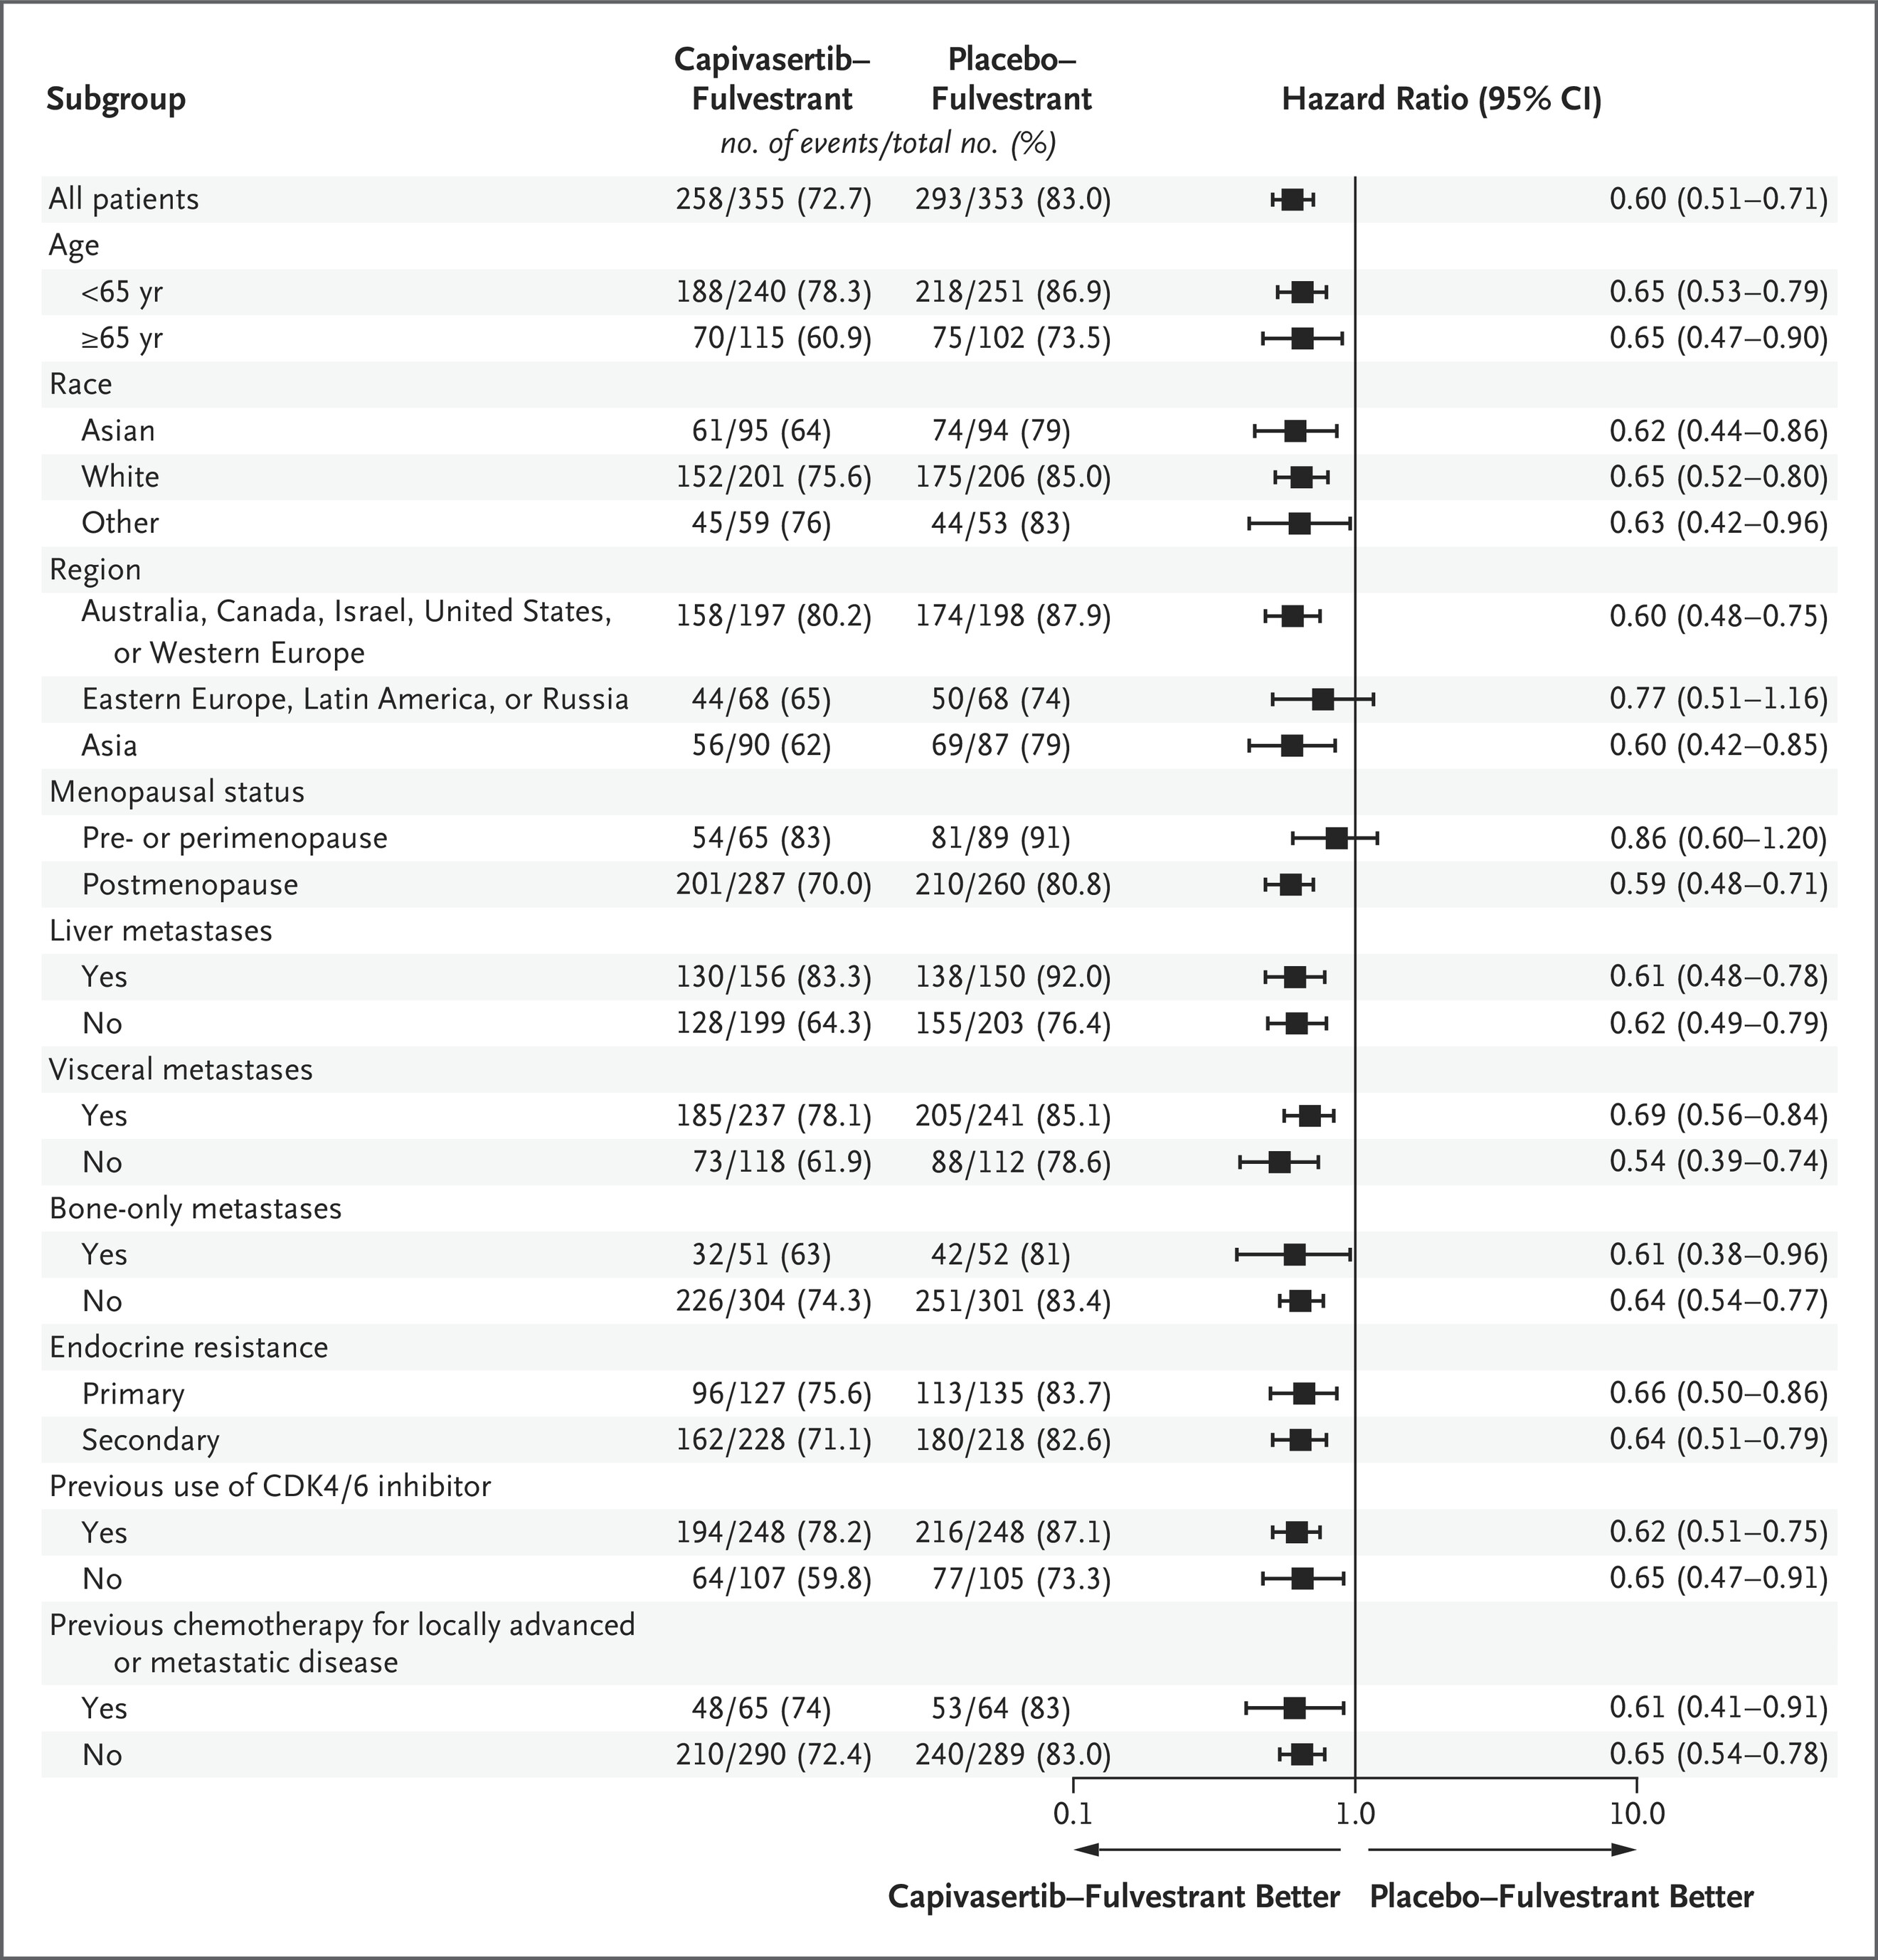 Subgroup
Capivasertib–
Fulvestrant
Placebo–
Fulvestrant
Hazard Ratio (95% CI)
no. of events/total no. (%)
All patients 258/355 (72.7) 293/353 (83.0) 0.60 (0.51–0.71)
Age
<65 yr 188/240 (78.3) 218/251 (86.9) 0.65 (0.53–0.79)
≥65 yr 70/115 (60.9) 75/102 (73.5) 0.65 (0.47–0.90)
Race
Asian 61/95 (64) 74/94 (79) 0.62 (0.44–0.86)
White 152/201 (75.6) 175/206 (85.0) 0.65 (0.52–0.80)
Other 45/59 (76) 44/53 (83) 0.63 (0.42–0.96)
Region
Australia, Canada, Israel, United States, 158/197 (80.2) 174/198 (87.9) 0.60 (0.48–0.75)
or Western Europe
Eastern Europe, Latin America, or Russia 44/68 (65) 50/68 (74) 0.77 (0.51–1.16)
Asia 56/90 (62) 69/87 (79) 0.60 (0.42–0.85)
Menopausal status
Pre- or perimenopause 54/65 (83) 81/89 (91) 0.86 (0.60–1.20)
Postmenopause 201/287 (70.0) 210/260 (80.8) 0.59 (0.48–0.71)
Liver metastases
Yes 130/156 (83.3) 138/150 (92.0) 0.61 (0.48–0.78)
No 128/199 (64.3) 155/203 (76.4) 0.62 (0.49–0.79)
Visceral metastases
Yes 185/237 (78.1) 205/241 (85.1) 0.69 (0.56–0.84)
No 73/118 (61.9) 88/112 (78.6) 0.54 (0.39–0.74)
Bone-only metastases
Yes 32/51 (63) 42/52 (81) 0.61 (0.38–0.96)
No 226/304 (74.3) 251/301 (83.4) 0.64 (0.54–0.77)
Endocrine resistance
Primary 96/127 (75.6) 113/135 (83.7) 0.66 (0.50–0.86)
Secondary 162/228 (71.1) 180/218 (82.6) 0.64 (0.51–0.79)
Previous use of CDK4/6 inhibitor
Yes 194/248 (78.2) 216/248 (87.1) 0.62 (0.51–0.75)
No 64/107 (59.8) 77/105 (73.3) 0.65 (0.47–0.91)
Previous chemotherapy for locally advanced
or metastatic disease
Yes 48/65 (74) 53/64 (83) 0.61 (0.41–0.91)
No 210/290 (72.4) 240/289 (83.0) 0.65 (0.54–0.78)
0.1 1.0 10.0
Capivasertib–Fulvestrant Better Placebo–Fulvestrant Better